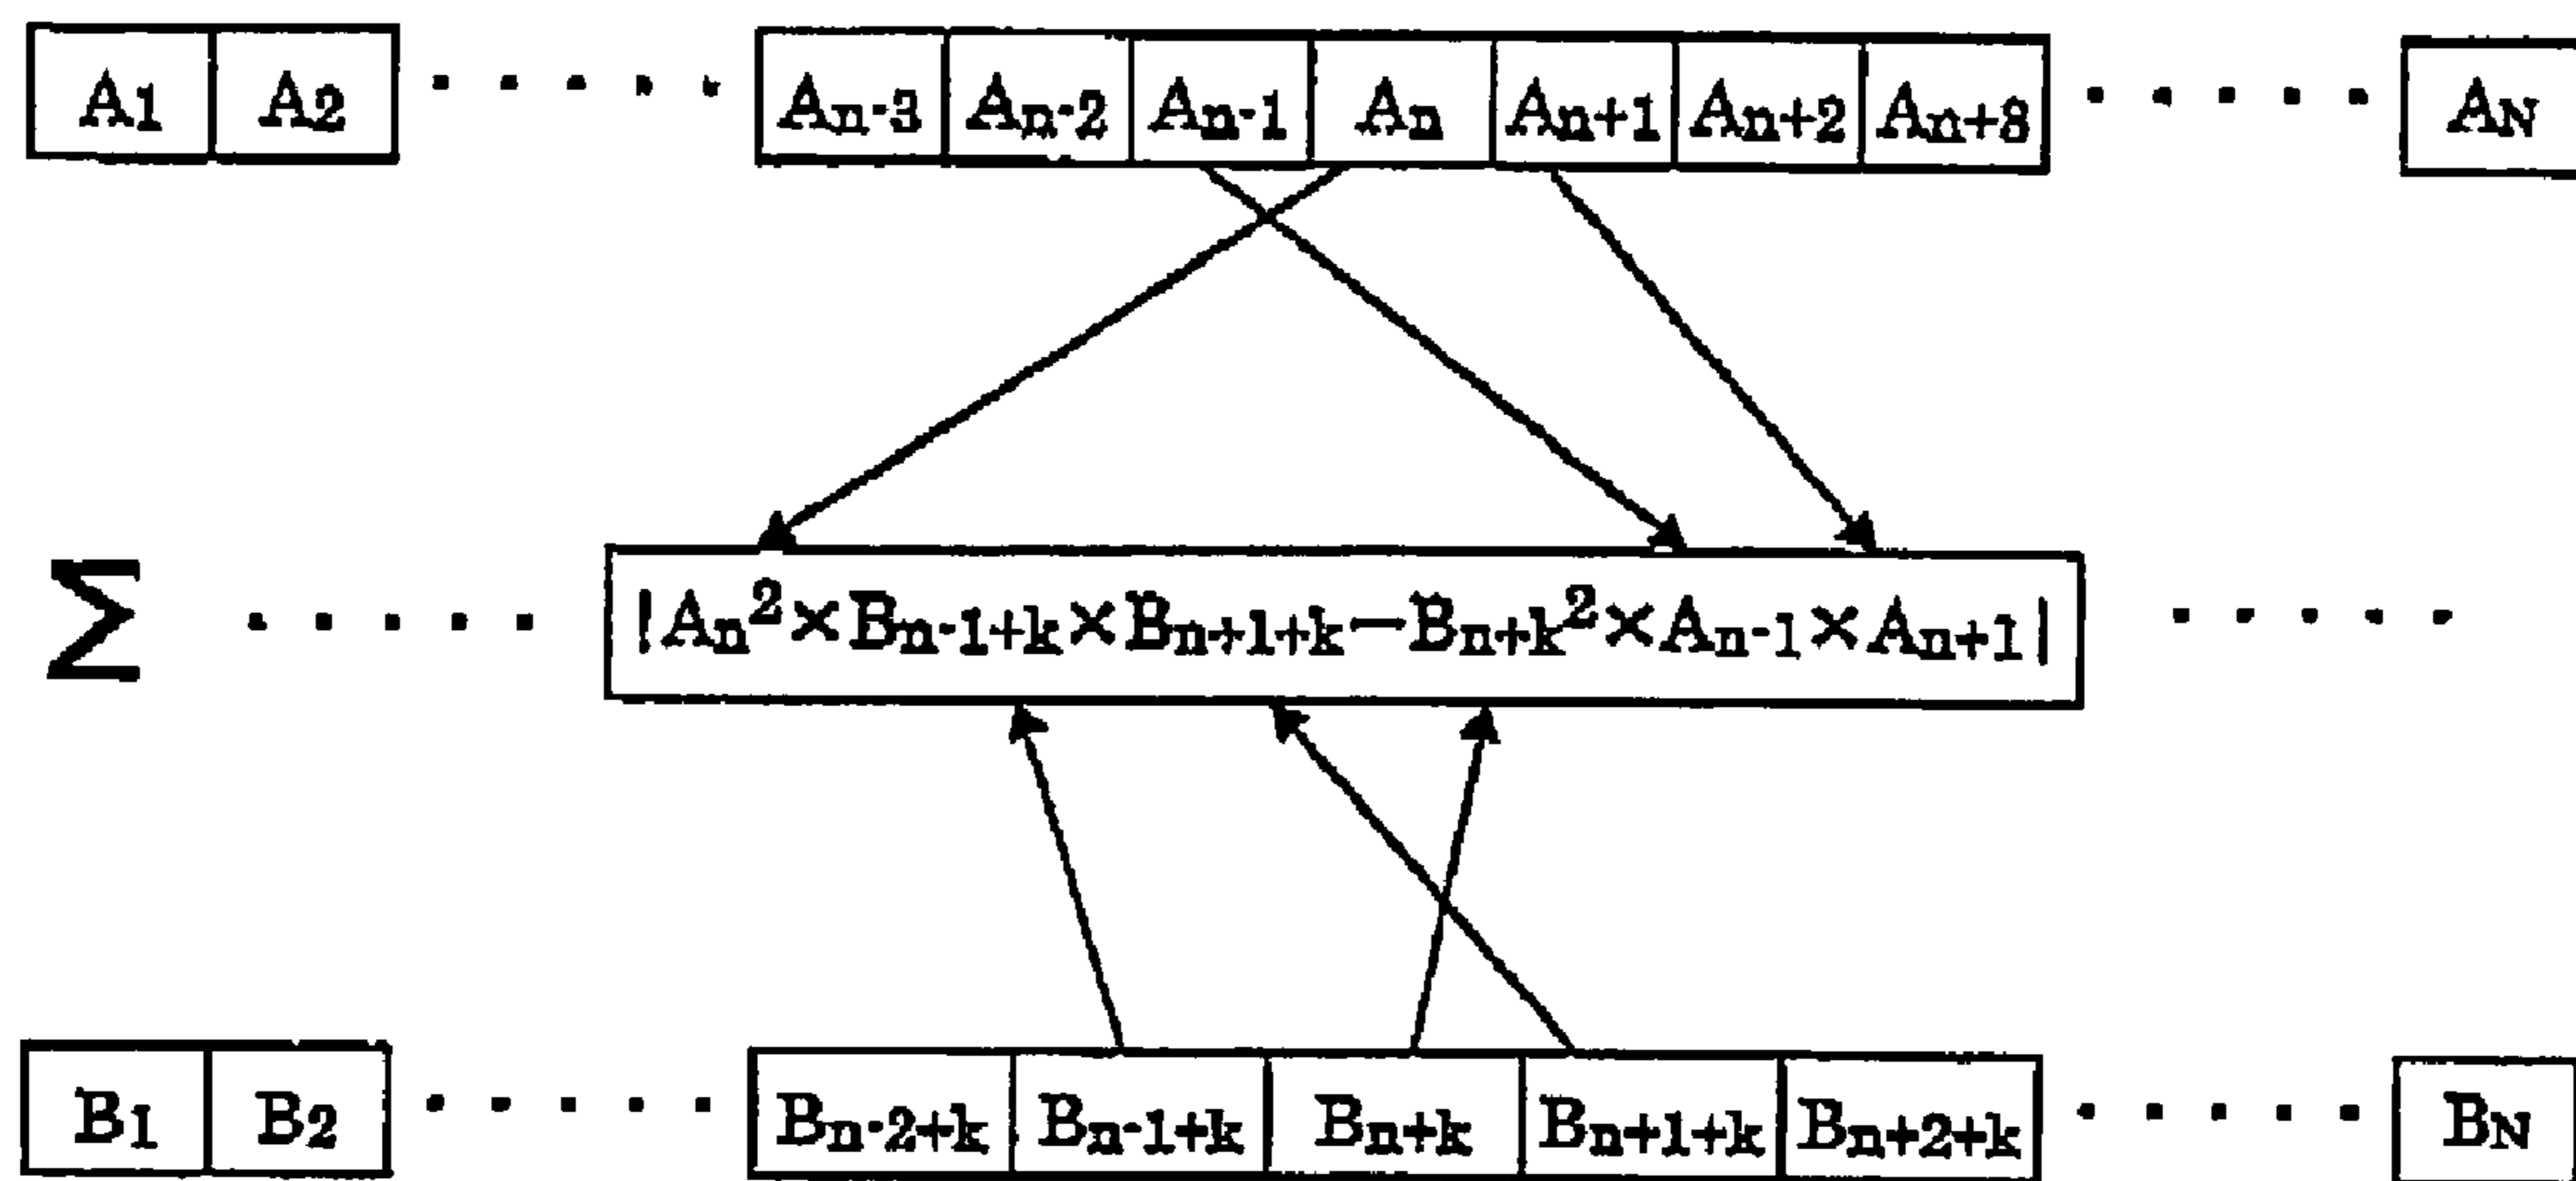 A1 A2 · · · · · An-3 An-2 An-1 An An+1 An+2 An+3 · · · · · AN
Σ · · · · · |An²×Bn-1+k×Bn+1+k−Bn+k²×An-1×An+1| · · · · ·
B1 B2 · · · · · Bn-2+k Bn-1+k Bn+k Bn+1+k Bn+2+k · · · · · BN